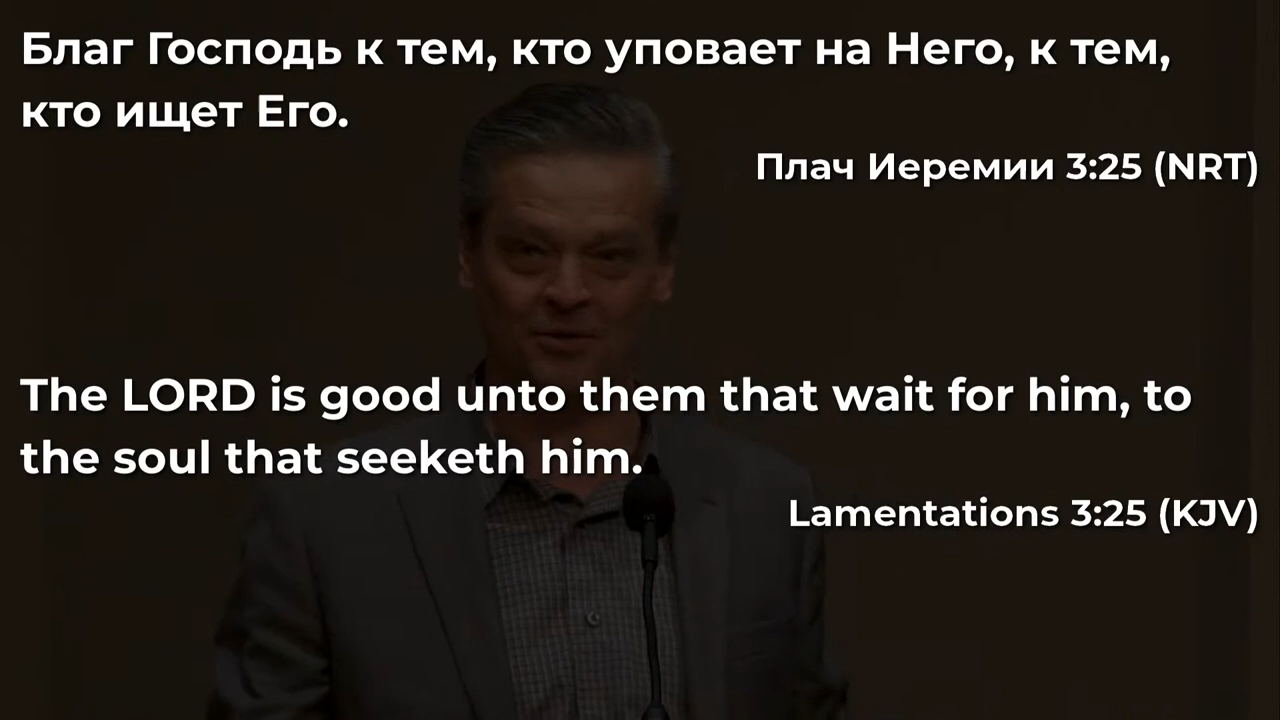 Благ Господь к тем, кто уповает на Него, к тем,
кто ищет Его.
Плач Иеремии 3:25 (NRT)
The LORD is good unto them that wait for him, to
the soul that seeketh him.
Lamentations 3:25 (KJV)